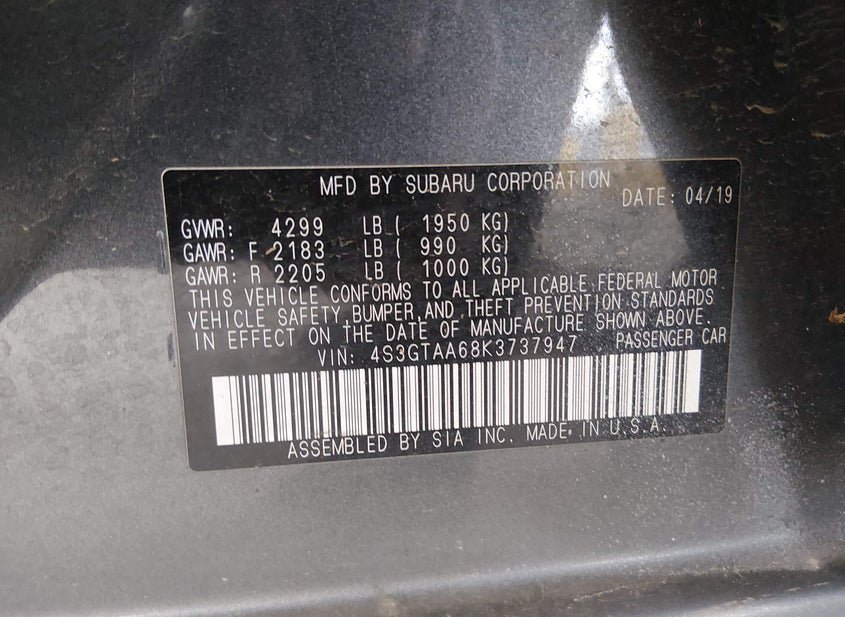 MFD BY SUBARU CORPORATION
DATE: 04/19
GVWR: 4299 LB ( 1950 KG)
GAWR: F 2183 LB ( 990 KG)
GAWR: R 2205 LB ( 1000 KG)
THIS VEHICLE CONFORMS TO ALL APPLICABLE FEDERAL MOTOR
VEHICLE SAFETY, BUMPER, AND THEFT PREVENTION STANDARDS
IN EFFECT ON THE DATE OF MANUFACTURE SHOWN ABOVE.
VIN: 4S3GTAA68K3737947 PASSENGER CAR
ASSEMBLED BY SIA INC. MADE IN U.S.A.